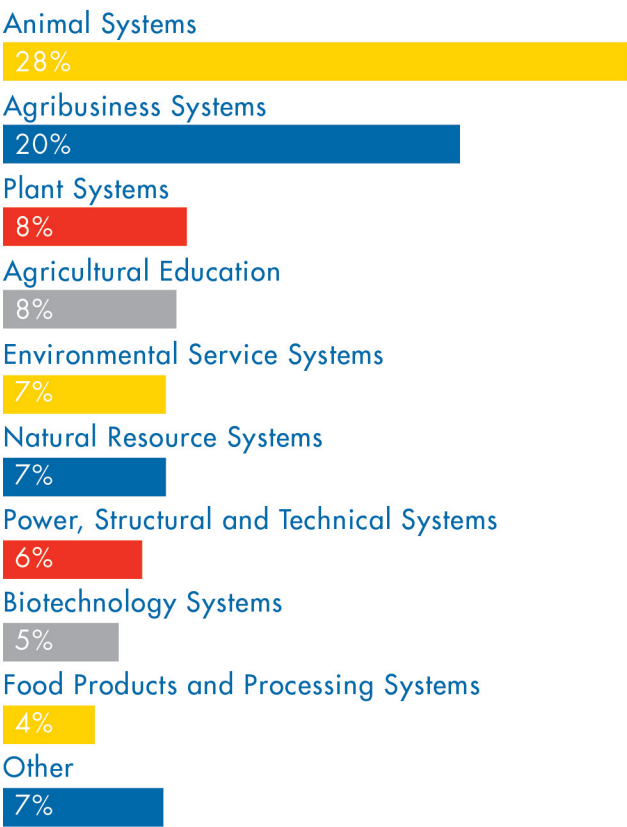 Animal Systems
28%
Agribusiness Systems
20%
Plant Systems
8%
Agricultural Education
8%
Environmental Service Systems
7%
Natural Resource Systems
7%
Power, Structural and Technical Systems
6%
Biotechnology Systems
5%
Food Products and Processing Systems
4%
Other
7%